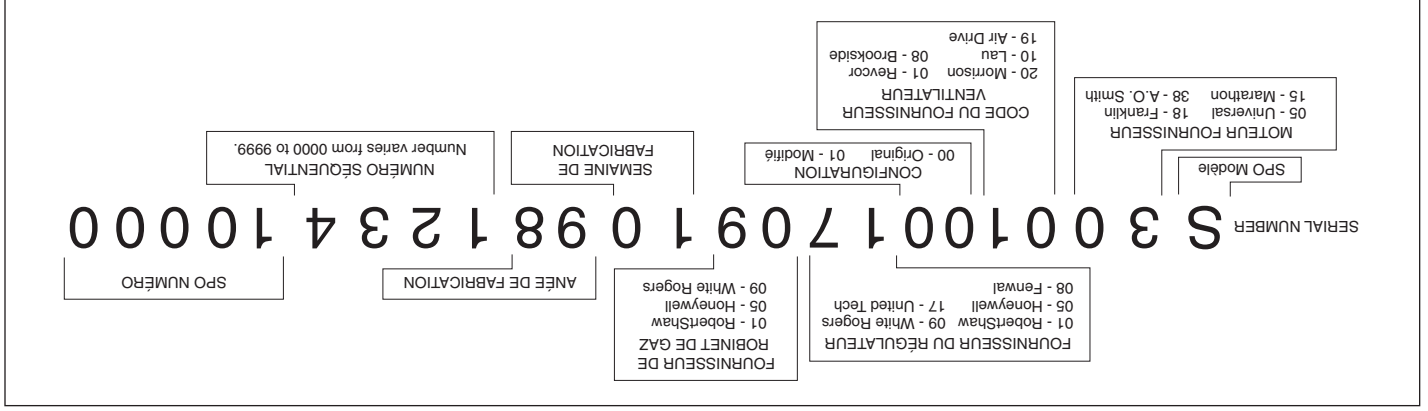 FOURNISSEUR DU RÉGULATEUR
01 - RobertShaw 09 - White Rogers
05 - Honeywell 17 - United Tech
08 - Fenwal
FOURNISSEUR DE
ROBINET DE GAZ
01 - RobertShaw
05 - Honeywell
09 - White Rogers
ANÉE DE FABRICATION
SPO NUMÉRO
SERIAL NUMBER S 3 0 0 1 0 0 1 7 0 9 1 0 9 8 1 2 3 4 1 0 0 0 0
SPO Modèle
MOTEUR FOURNISSEUR
05 - Universal 18 - Franklin
15 - Marathon 38 - A.O. Smith
CONFIGURATION
00 - Original 01 - Modifié
CODE DU FOURNISSEUR
VENTILATEUR
20 - Morrison 01 - Revcor
10 - Lau 08 - Brookside
19 - Air Drive
SEMAINE DE
FABRICATION
NUMÉRO SÉQUENTIAL
Number varies from 0000 to 9999.